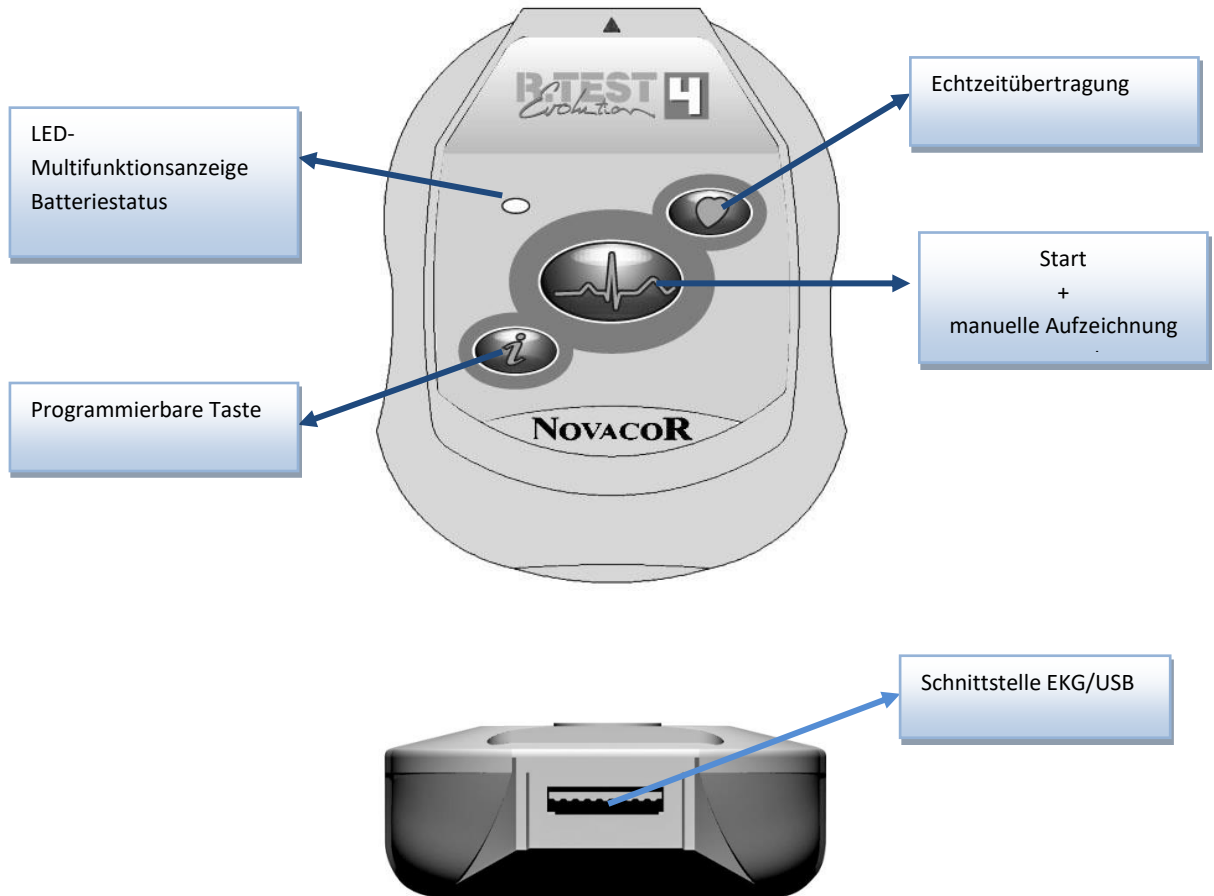 R.TEST 4
Evolution
LED-
Multifunktionsanzeige
Batteriestatus
Echtzeitübertragung
Start
+
manuelle Aufzeichnung
i
Programmierbare Taste
NOVACOR
Schnittstelle EKG/USB